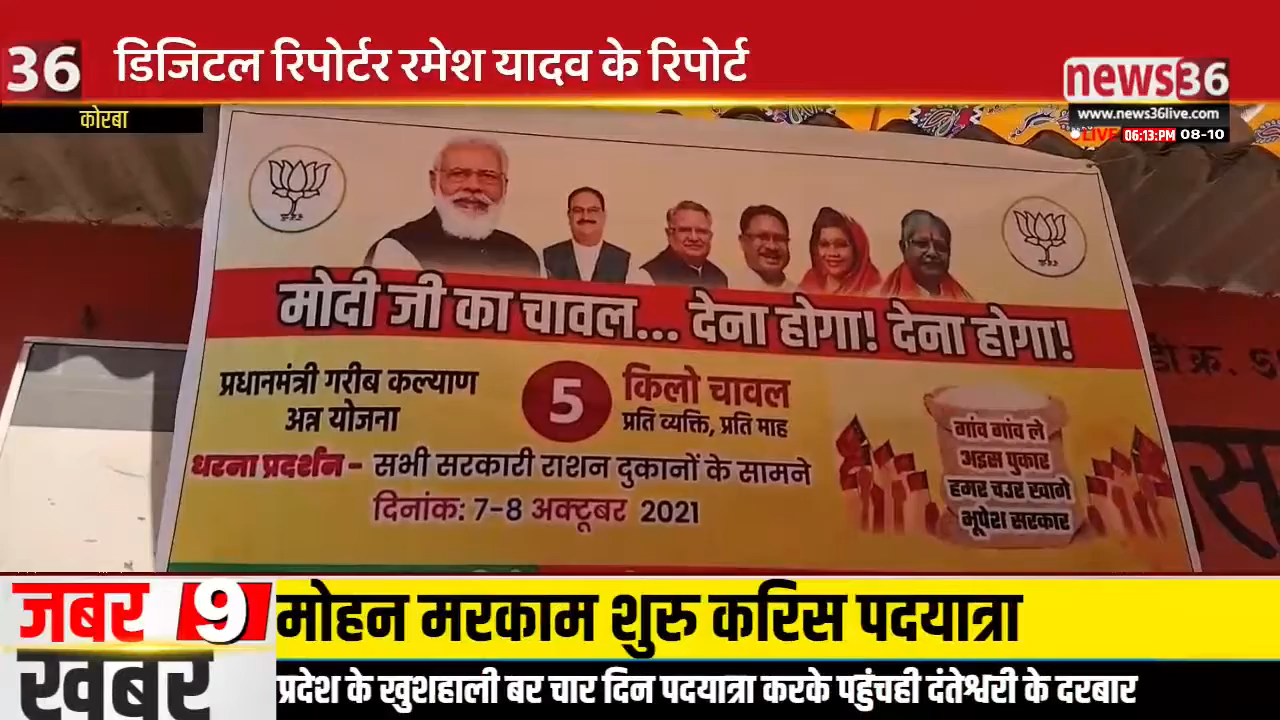 36
डिजिटल रिपोर्टर रमेश यादव के रिपोर्ट
कोरबा
news36
www.news36live.com
LIVE 06:13:PM 08-10
मोदी जी का चावल... देना होगा! देना होगा!
प्रधानमंत्री गरीब कल्याण
अन्न योजना
5
किलो चावल
प्रति व्यक्ति, प्रति माह
धरना प्रदर्शन - सभी सरकारी राशन दुकानों के सामने
दिनांक: 7-8 अक्टूबर 2021
गांव गांव ले
अइस पुकार
हमर चउर खागे
भूपेश सरकार
जबर 9
खबर
मोहन मरकाम शुरु करिस पदयात्रा
प्रदेश के खुशहाली बर चार दिन पदयात्रा करके पहुंचही दंतेश्वरी के दरबार